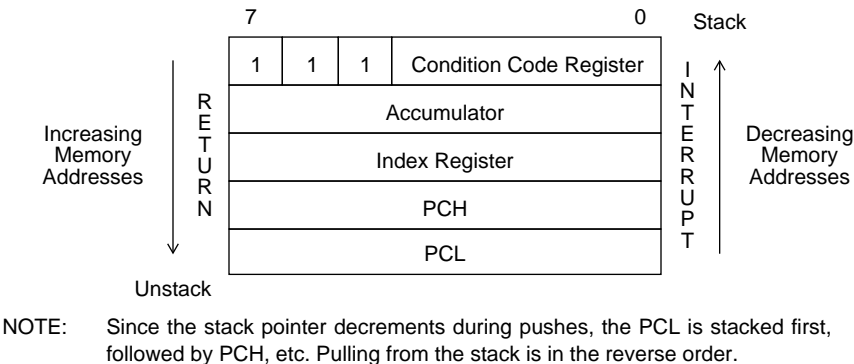 7 0 Stack
1 1 1 Condition Code Register
Accumulator
Index Register
PCH
PCL
RETURN
INTERRUPT
Increasing
Memory
Addresses
Decreasing
Memory
Addresses
Unstack
NOTE: Since the stack pointer decrements during pushes, the PCL is stacked first,
followed by PCH, etc. Pulling from the stack is in the reverse order.